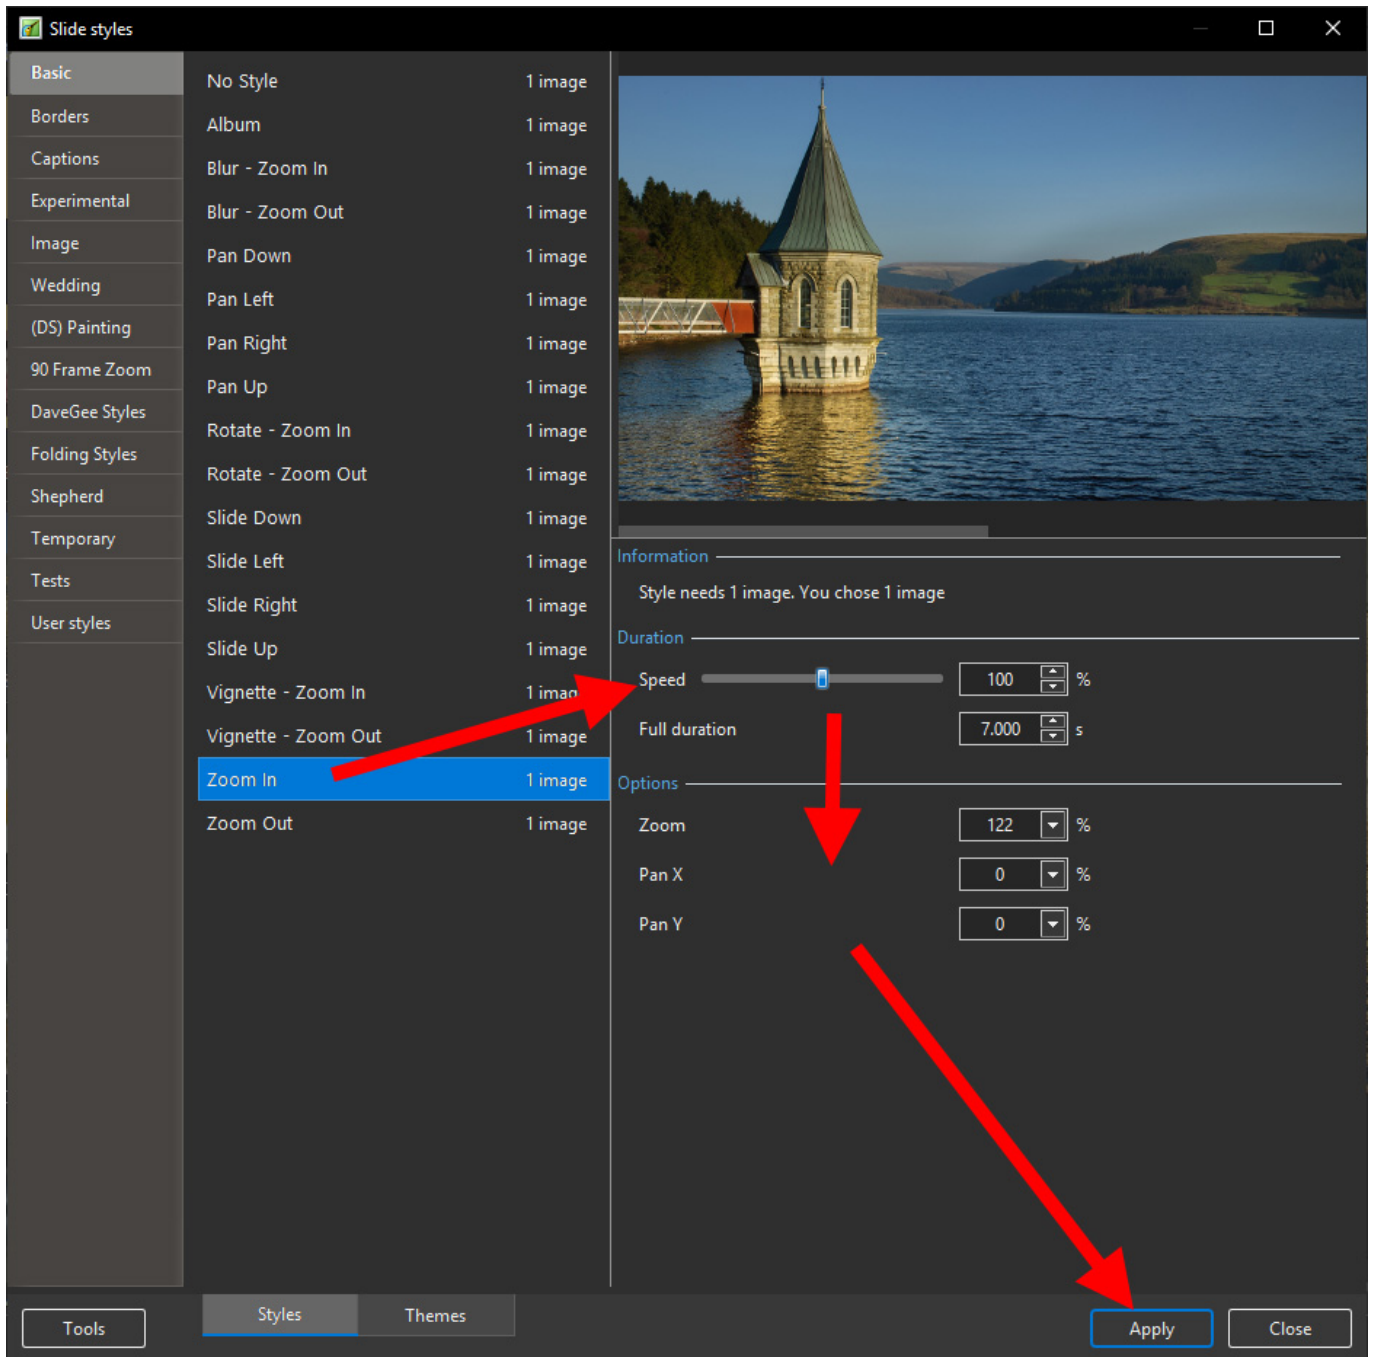 Slide styles
Basic
Borders
Captions
Experimental
Image
Wedding
(DS) Painting
90 Frame Zoom
DaveGee Styles
Folding Styles
Shepherd
Temporary
Tests
User styles
No Style 1 image
Album 1 image
Blur - Zoom In 1 image
Blur - Zoom Out 1 image
Pan Down 1 image
Pan Left 1 image
Pan Right 1 image
Pan Up 1 image
Rotate - Zoom In 1 image
Rotate - Zoom Out 1 image
Slide Down 1 image
Slide Left 1 image
Slide Right 1 image
Slide Up 1 image
Vignette - Zoom In 1 image
Vignette - Zoom Out 1 image
Zoom In 1 image
Zoom Out 1 image
Information
Style needs 1 image. You chose 1 image
Duration
Speed 100 %
Full duration 7.000 s
Options
Zoom 122 %
Pan X 0 %
Pan Y 0 %
Tools
Styles Themes
Apply Close